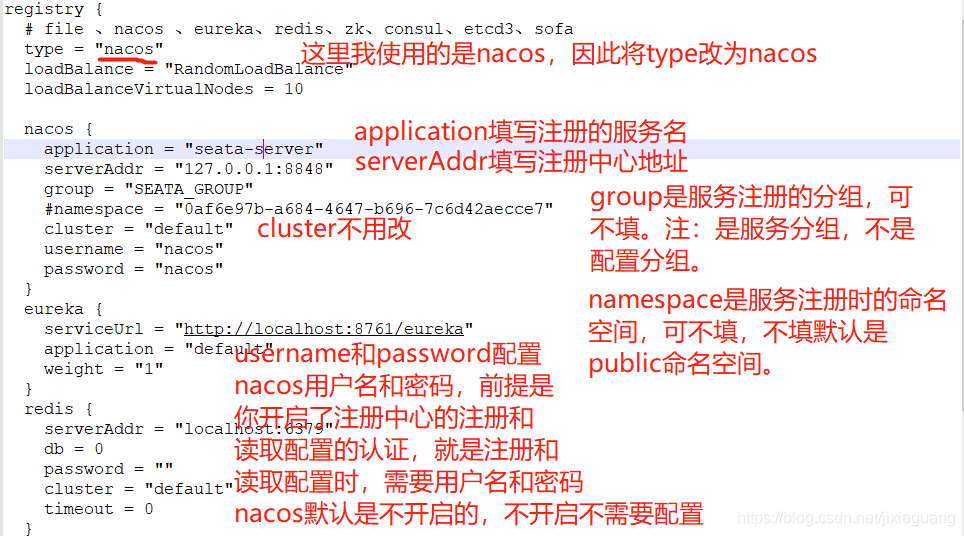 registry {
# file 、nacos 、eureka、redis、zk、consul、etcd3、sofa
type = "nacos"
这里我使用的是nacos，因此将type改为nacos
loadBalance = "RandomLoadBalance"
loadBalanceVirtualNodes = 10
nacos {
application填写注册的服务名
application = "seata-server"
serverAddr填写注册中心地址
serverAddr = "127.0.0.1:8848"
group = "SEATA_GROUP"
group是服务注册的分组，可
不填。注：是服务分组，不是
配置分组。
#namespace = "0af6e97b-a684-4647-b696-7c6d42aecce7"
cluster = "default"
cluster不用改
username = "nacos"
password = "nacos"
}
namespace是服务注册时的命名
空间，可不填，不填默认是
public命名空间。
eureka {
serviceUrl = "http://localhost:8761/eureka"
application = "default"
weight = "1"
}
username和password配置
nacos用户名和密码，前提是
你开启了注册中心的注册和
读取配置的认证，就是注册和
读取配置时，需要用户名和密码
nacos默认是不开启的，不开启不需要配置
redis {
serverAddr = "localhost:6379"
db = 0
password = ""
cluster = "default"
timeout = 0
}
https://blog.csdn.net/jixieguang